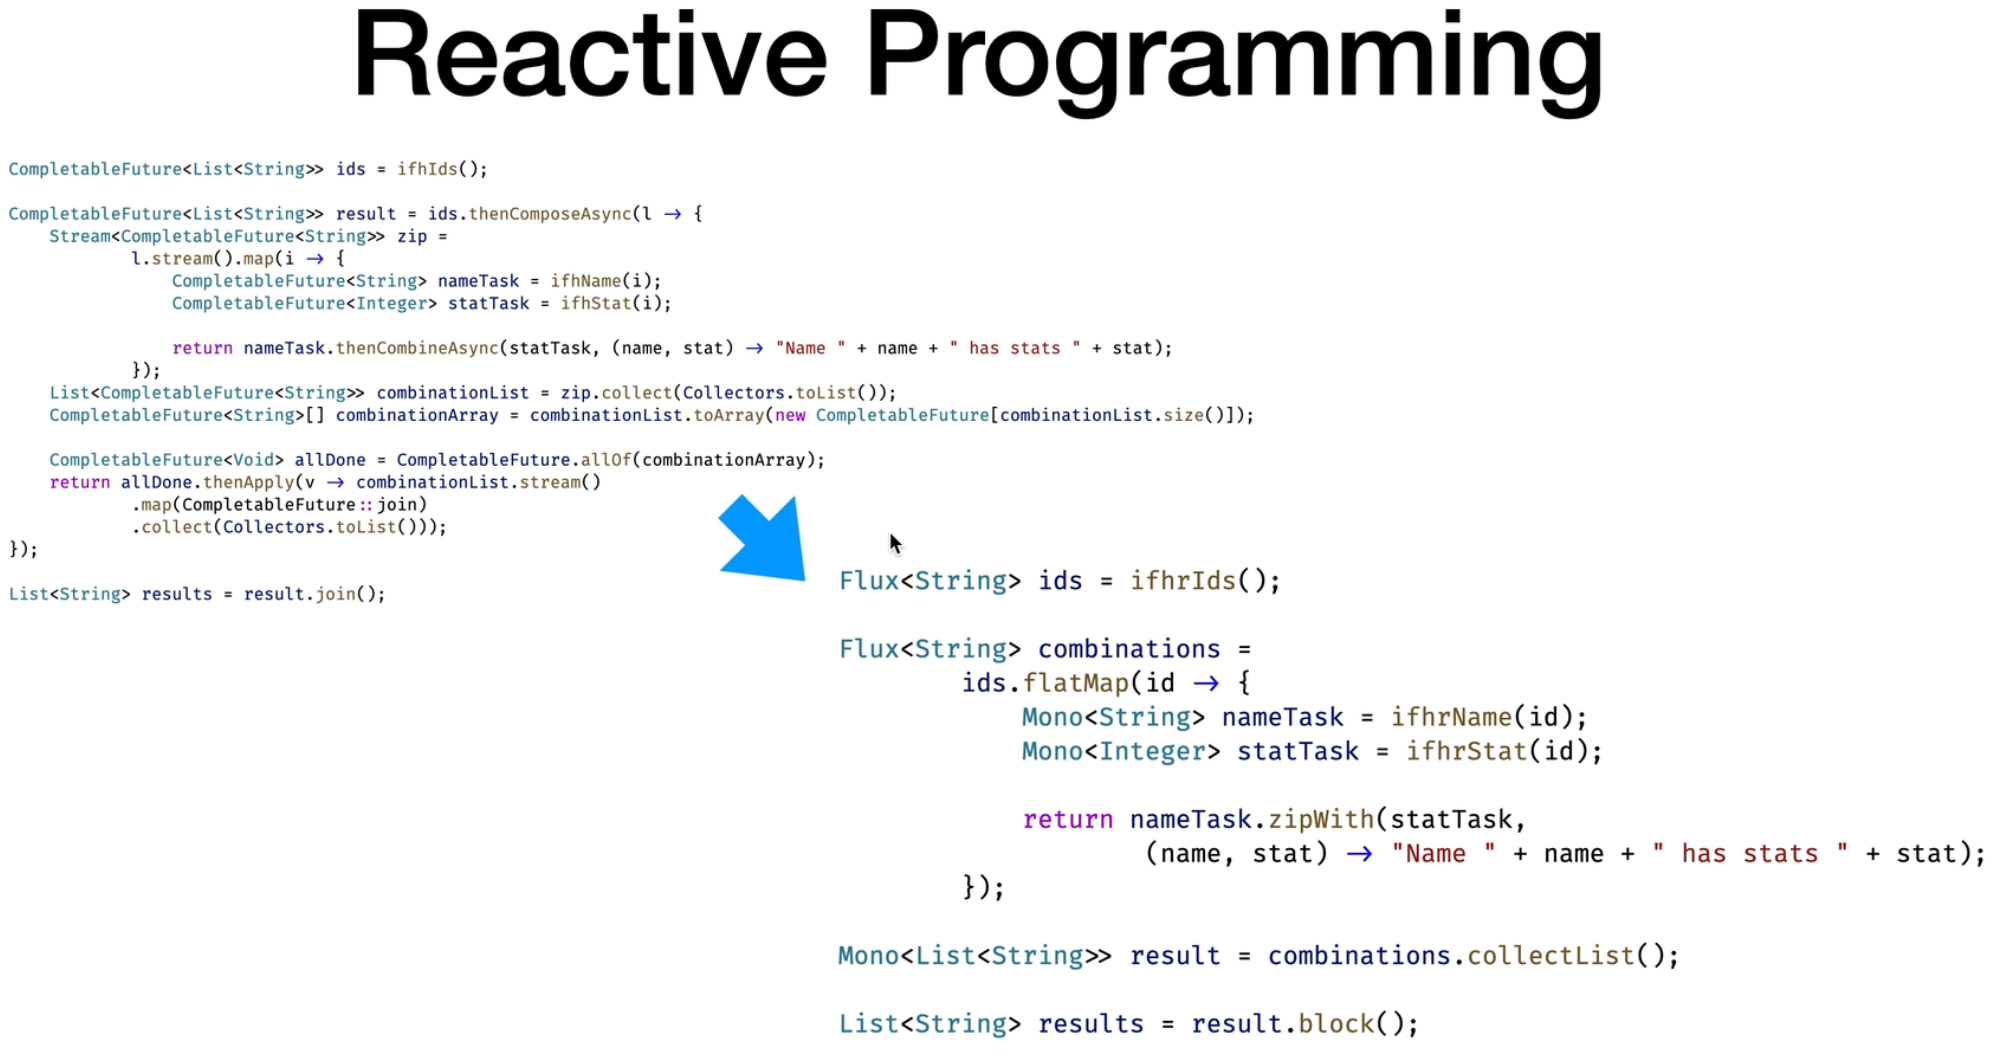 Reactive Programming
CompletableFuture<List<String>> ids = ifhIds();
CompletableFuture<List<String>> result = ids.thenComposeAsync(l → {
Stream<CompletableFuture<String>> zip =
l.stream().map(i → {
CompletableFuture<String> nameTask = ifhName(i);
CompletableFuture<Integer> statTask = ifhStat(i);
return nameTask.thenCombineAsync(statTask, (name, stat) → "Name " + name + " has stats " + stat);
});
List<CompletableFuture<String>> combinationList = zip.collect(Collectors.toList());
CompletableFuture<String>[] combinationArray = combinationList.toArray(new CompletableFuture[combinationList.size()]);
CompletableFuture<Void> allDone = CompletableFuture.allOf(combinationArray);
return allDone.thenApply(v → combinationList.stream()
.map(CompletableFuture::join)
.collect(Collectors.toList()));
});
List<String> results = result.join();
Flux<String> ids = ifhrIds();
Flux<String> combinations =
ids.flatMap(id → {
Mono<String> nameTask = ifhrName(id);
Mono<Integer> statTask = ifhrStat(id);
return nameTask.zipWith(statTask,
(name, stat) → "Name " + name + " has stats " + stat);
});
Mono<List<String>> result = combinations.collectList();
List<String> results = result.block();